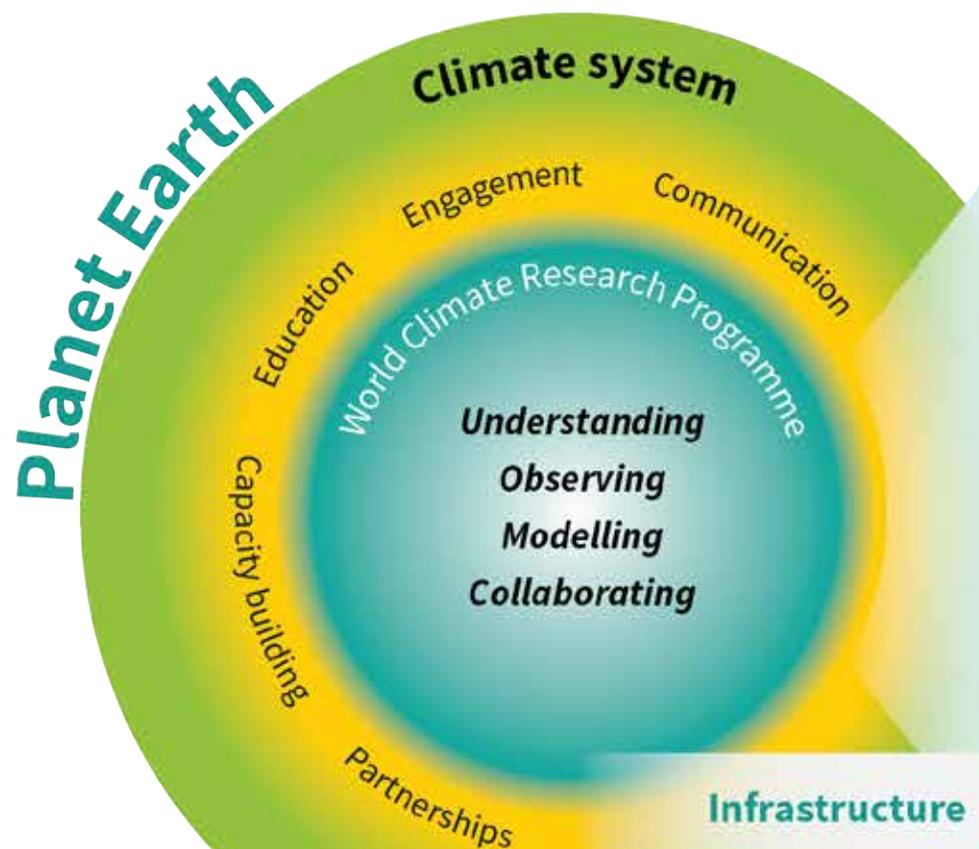 Planet Earth
Climate system
Engagement
Communication
Education
World Climate Research Programme
Understanding
Observing
Modelling
Collaborating
Capacity building
Partnerships
Infrastructure